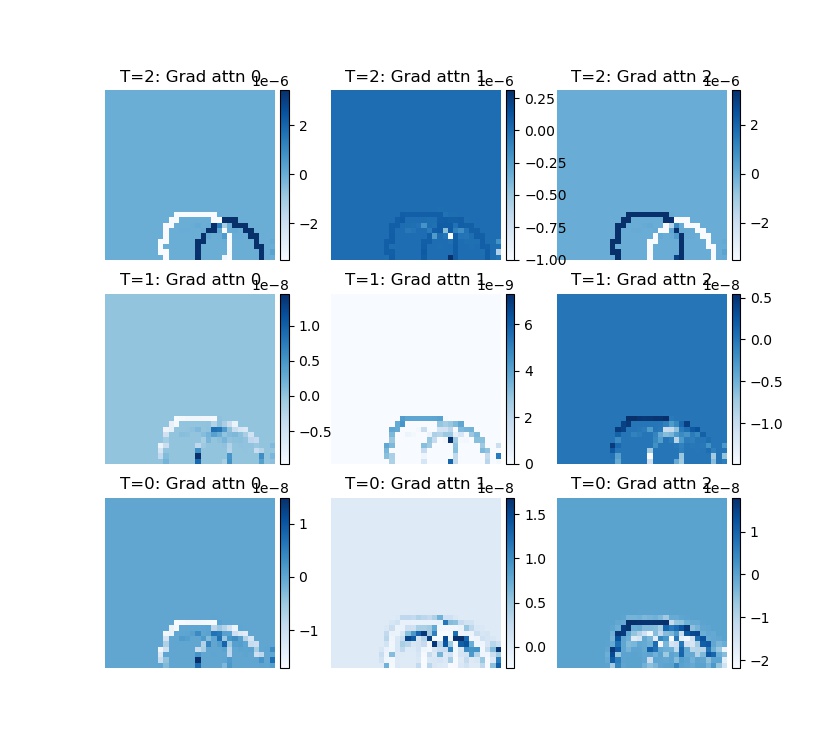 T=2: Grad attn 0
1e−6
2
0
−2
T=2: Grad attn 1
1e−6
0.25
0.00
−0.25
−0.50
−0.75
−1.00
T=2: Grad attn 2
1e−6
2
0
−2
T=1: Grad attn 0
1e−8
1.0
0.5
0.0
−0.5
T=1: Grad attn 1
1e−9
6
4
2
0
T=1: Grad attn 2
1e−8
0.5
0.0
−0.5
−1.0
T=0: Grad attn 0
1e−8
1
0
−1
T=0: Grad attn 1
1e−8
1.5
1.0
0.5
0.0
T=0: Grad attn 2
1e−8
1
0
−1
−2